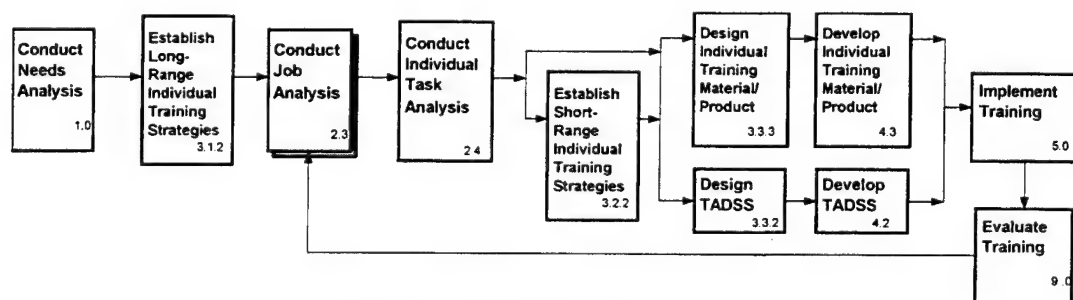 Conduct
Needs
Analysis
1.0
Establish
Long-
Range
Individual
Training
Strategies
3.1.2
Conduct
Job
Analysis
2.3
Conduct
Individual
Task
Analysis
2.4
Establish
Short-
Range
Individual
Training
Strategies
3.2.2
Design
Individual
Training
Material/
Product
3.3.3
Develop
Individual
Training
Material/
Product
4.3
Design
TADSS
3.3.2
Develop
TADSS
4.2
Implement
Training
5.0
Evaluate
Training
9.0